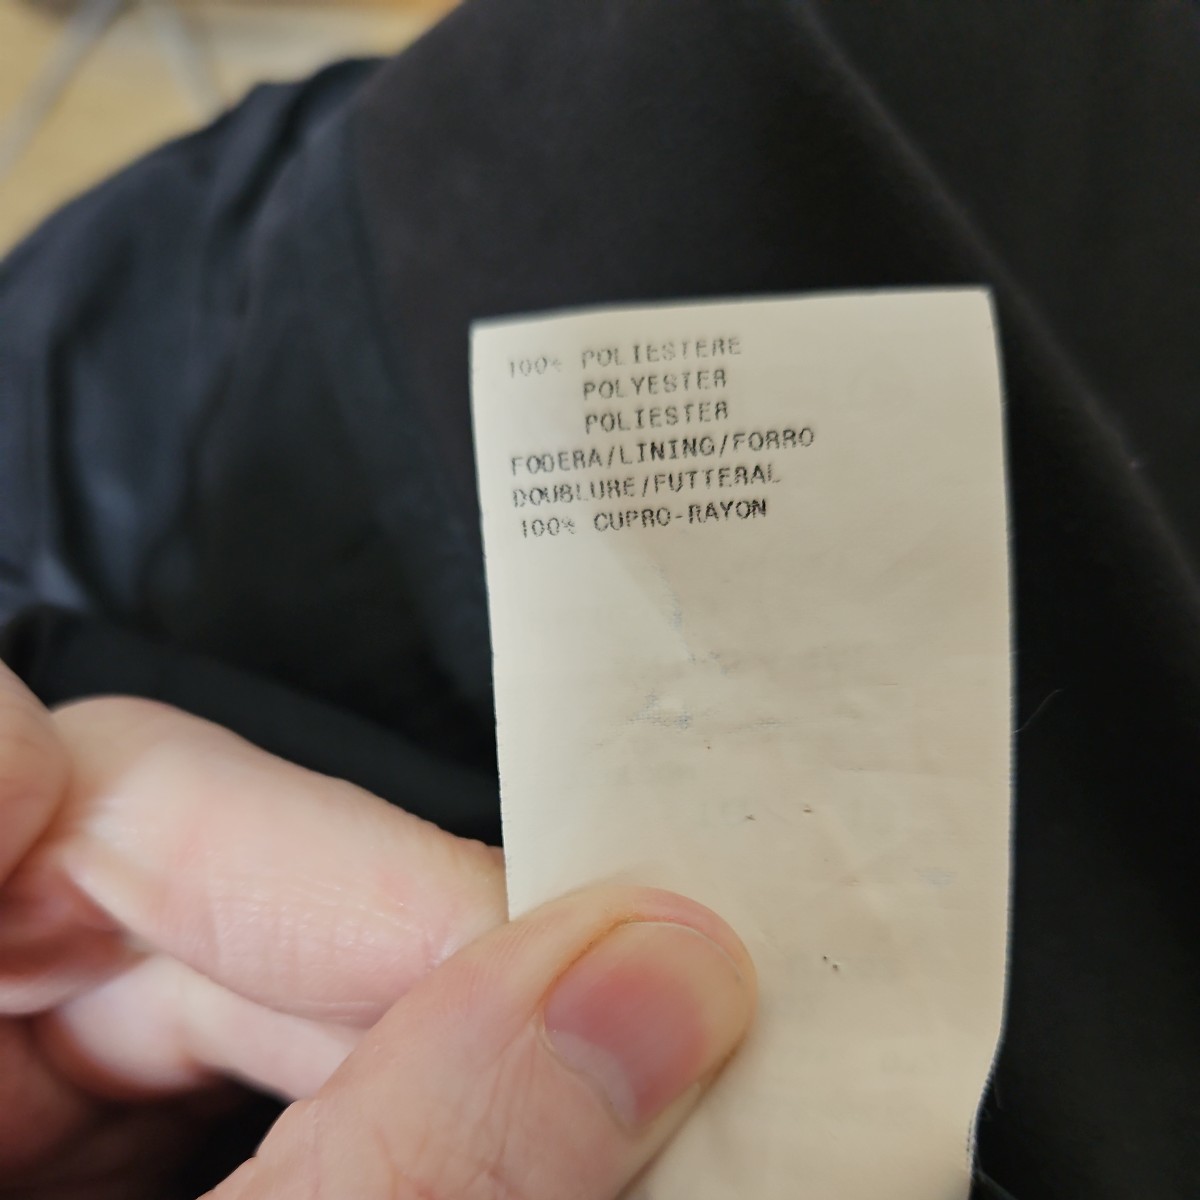 100% POLIESTERE
POLYESTER
POLIESTER
FODERA/LINING/FORRO
DOUBLURE/FUTTERAL
100% CUPRO-RAYON